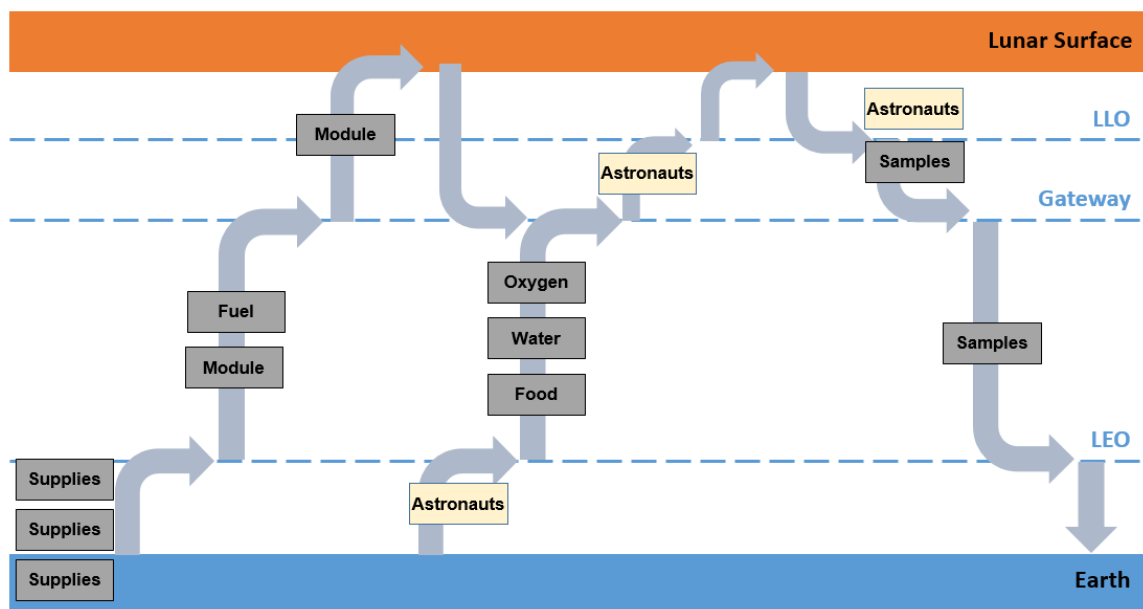 Lunar Surface
Astronauts
LLO
Module
Samples
Astronauts
Gateway
Oxygen
Fuel
Water
Samples
Module
Food
LEO
Supplies
Astronauts
Supplies
Supplies
Earth